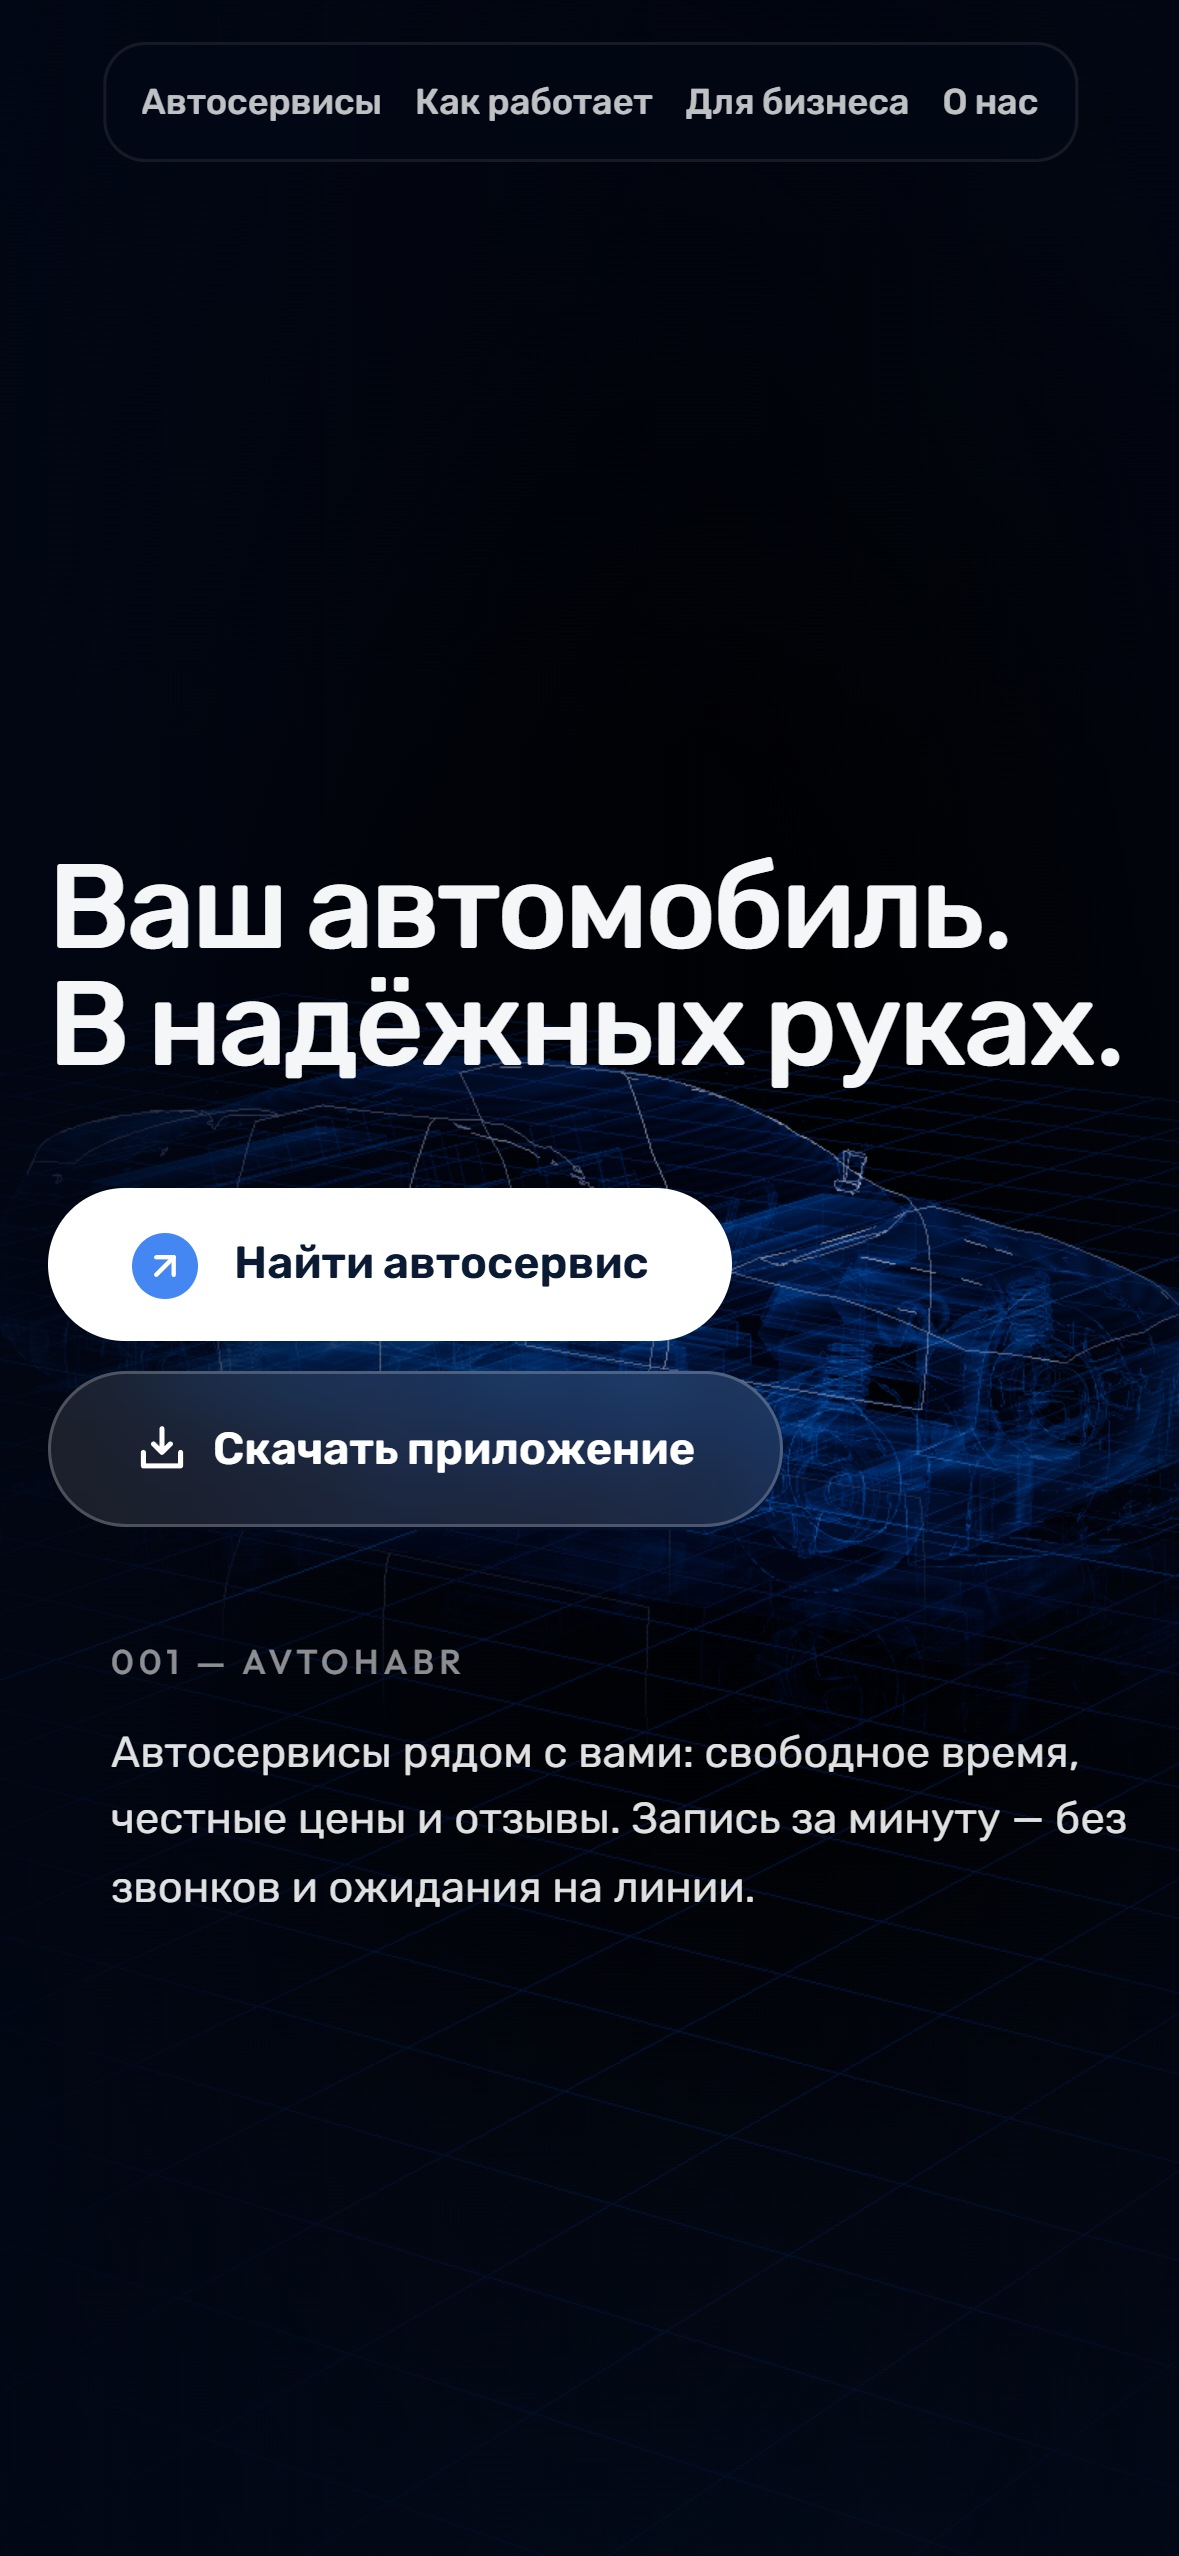 Автосервисы Как работает Для бизнеса О нас
Ваш автомобиль.
В надёжных руках.
Найти автосервис
Скачать приложение
001 — AVTOHABR
Автосервисы рядом с вами: свободное время,
честные цены и отзывы. Запись за минуту — без
звонков и ожидания на линии.